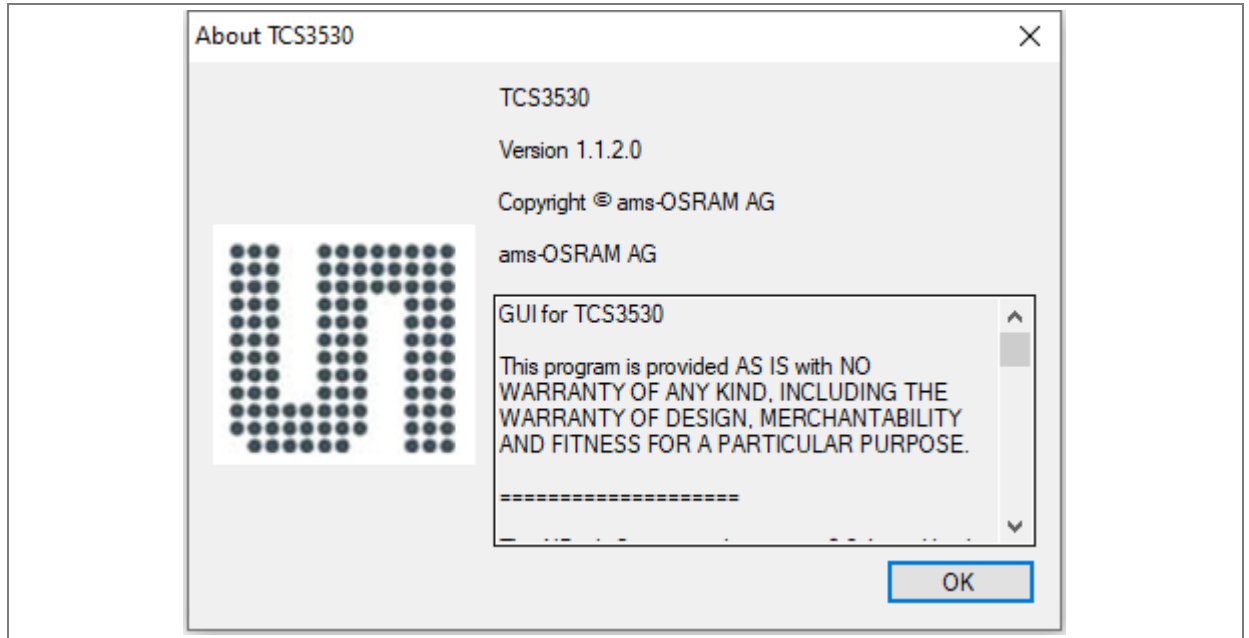 About TCS3530
TCS3530
Version 1.1.2.0
Copyright © ams-OSRAM AG
ams-OSRAM AG
GUI for TCS3530
This program is provided AS IS with NO
WARRANTY OF ANY KIND, INCLUDING THE
WARRANTY OF DESIGN, MERCHANTABILITY
AND FITNESS FOR A PARTICULAR PURPOSE.
====================
OK